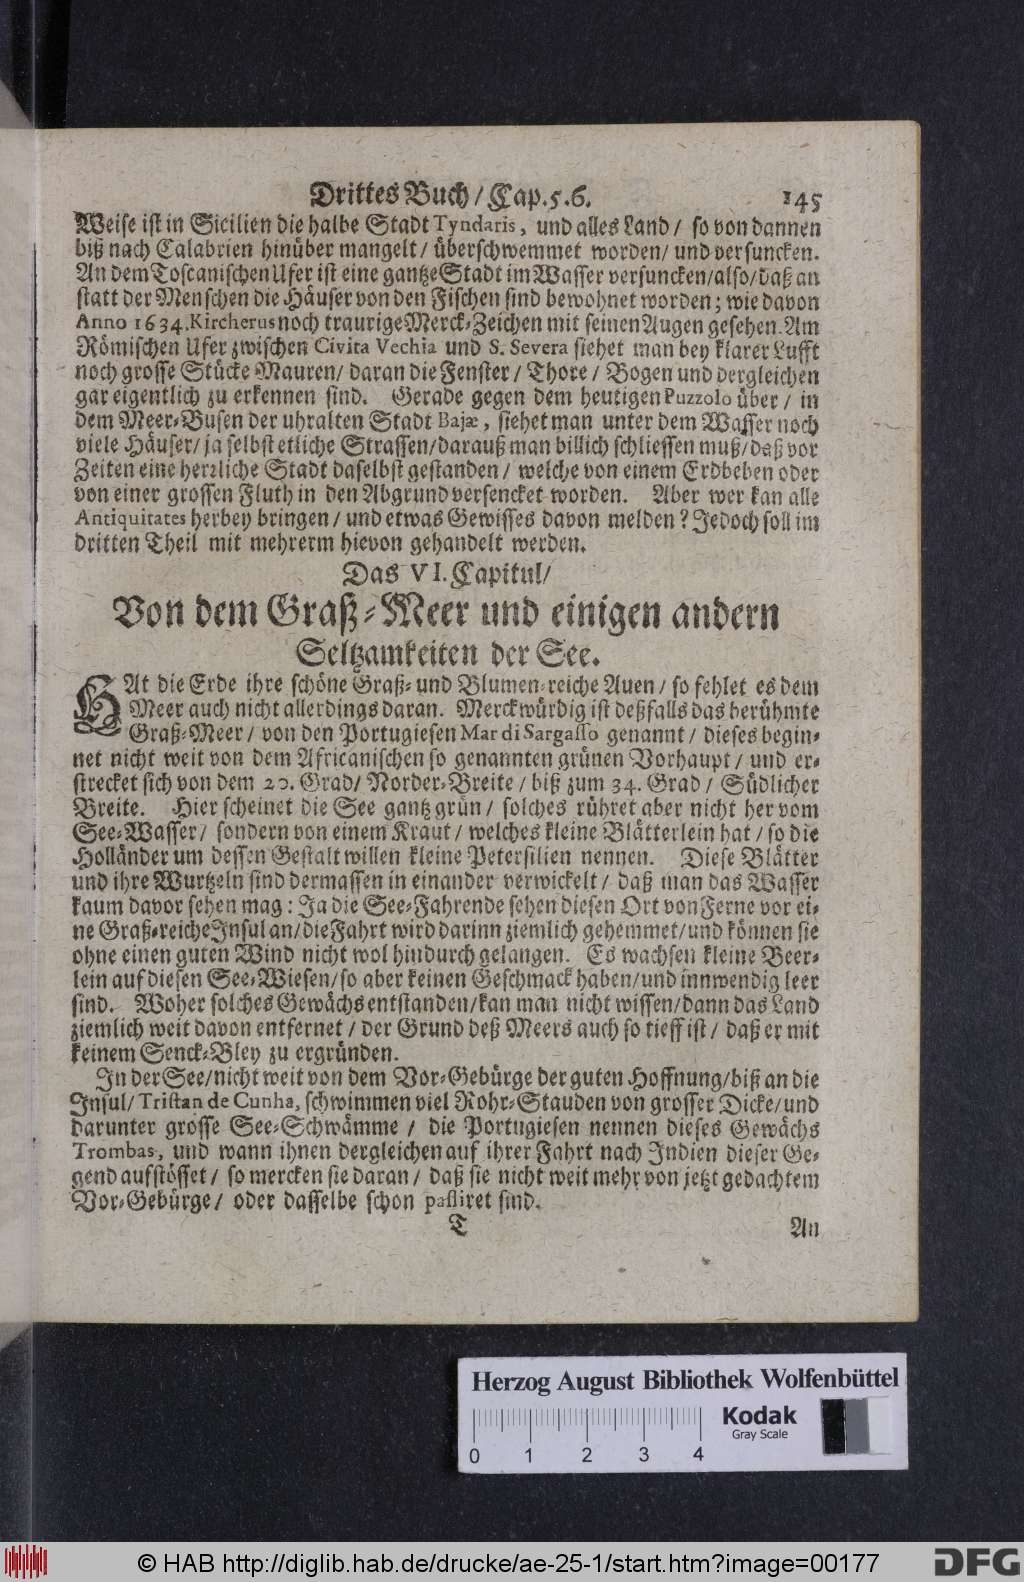 Drittes Buch / Cap. 5. 6. 145
Weise ist in Sicilien die halbe Stadt Tyndaris, und alles Land / so von dannen
biß nach Calabrien hinüber mangelt / überschwemmet worden / und versuncken.
An dem Toscanischen Ufer ist eine gantze Stadt im Wasser versuncken / also / daß an
statt der Menschen die Häuser von den Fischen sind bewohnet worden; wie davon
Anno 1634. Kircherus noch traurige Merck-Zeichen mit seinen Augen gesehen. Am
Römischen Ufer zwischen Civita Vechia und S. Severa siehet man bey klarer Lufft
noch grosse Stücke Mauren / daran die Fenster / Thore / Bogen und dergleichen
gar eigentlich zu erkennen sind. Gerade gegen dem heutigen Puzzolo über / in
dem Meer-Busen der uhralten Stadt Bajæ, siehet man unter dem Wasser noch
viele Häuser / ja selbst etliche Strassen / darauß man billich schliessen muß / daß vor
Zeiten eine herrliche Stadt daselbst gestanden / welche von einem Erdbeben oder
von einer grossen Fluth in den Abgrund versencket worden. Aber wer kan alle
Antiquitates herbey bringen / und etwas Gewisses davon melden? Jedoch soll im
dritten Theil mit mehrerm hievon gehandelt werden.
Das VI. Capitul /
Von dem Graß-Meer und einigen andern
Seltzamkeiten der See.
HAt die Erde ihre schöne Graß- und Blumen-reiche Auen / so fehlet es dem
Meer auch nicht allerdings daran. Merckwürdig ist deßfalls das berühmte
Graß-Meer / von den Portugiesen Mar di Sargasso genannt / dieses begin-
net nicht weit von dem Africanischen so genannten grünen Vorhaupt / und er-
strecket sich von dem 20. Grad / Norder-Breite / biß zum 34. Grad / Südlicher
Breite. Hier scheinet die See gantz grün / solches rühret aber nicht her vom
See-Wasser / sondern von einem Kraut / welches kleine Blätterlein hat / so die
Holländer um dessen Gestalt willen kleine Petersilien nennen. Diese Blätter
und ihre Wurtzeln sind dermassen in einander verwickelt / daß man das Wasser
kaum davor sehen mag: Ja die See-Fahrende sehen diesen Ort von Ferne vor ei-
ne Graß-reiche Insul an / die Fahrt wird darinn ziemlich gehemmet / und können sie
ohne einen guten Wind nicht wol hindurch gelangen. Es wachsen kleine Beer-
lein auf diesen See-Wiesen / so aber keinen Geschmack haben / und innwendig leer
sind. Woher solches Gewächs entstanden / kan man nicht wissen / dann das Land
ziemlich weit davon entfernet / der Grund deß Meers auch so tieff ist / daß er mit
keinem Senck-Bley zu ergründen.
In der See / nicht weit von dem Vor-Gebürge der guten Hoffnung / biß an die
Insul / Tristan de Cunha, schwimmen viel Rohr-Stauden von grosser Dicke / und
darunter grosse See-Schwämme / die Portugiesen nennen dieses Gewächs
Trombas, und wann ihnen dergleichen auf ihrer Fahrt nach Indien dieser Ge-
gend aufstösset / so mercken sie daran / daß sie nicht weit mehr von jetzt gedachtem
Vor-Gebürge / oder dasselbe schon passiret sind.
T An
Herzog August Bibliothek Wolfenbüttel
Kodak
Gray Scale
0 1 2 3 4
© HAB http://diglib.hab.de/drucke/ae-25-1/start.htm?image=00177
DFG